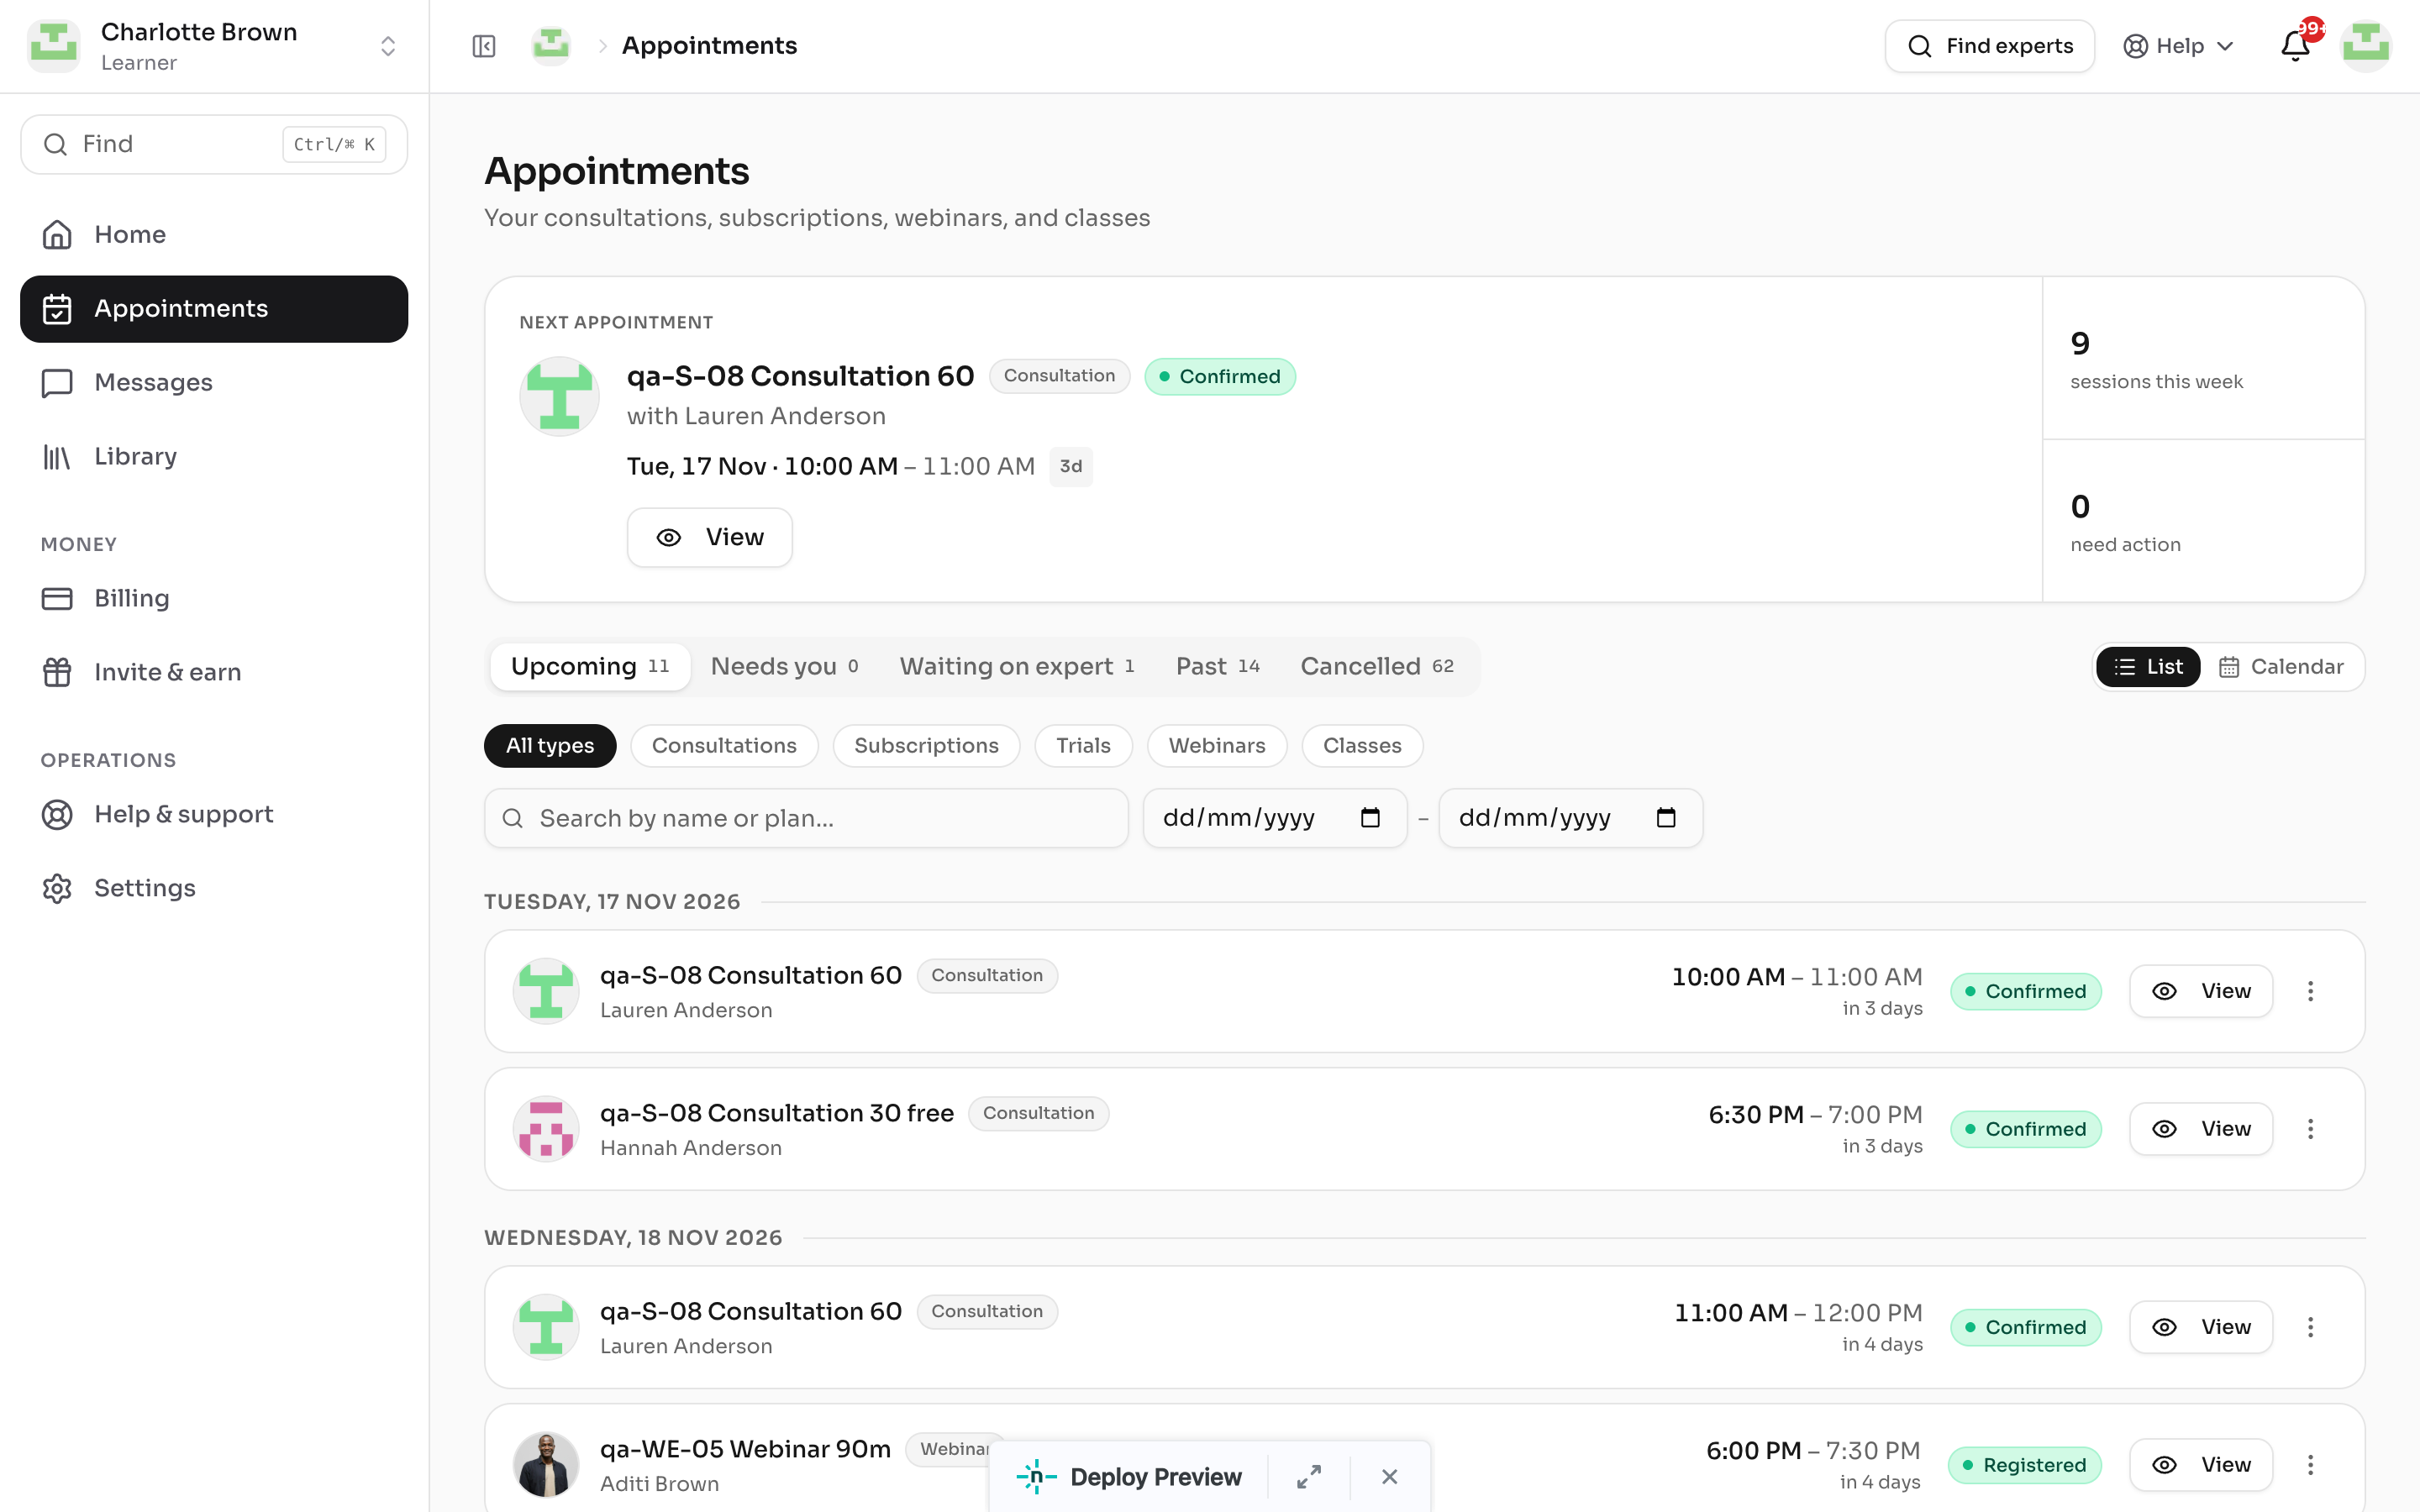 Charlotte Brown
Learner
Find
Ctrl/⌘ K
Home
Appointments
Messages
Library
MONEY
Billing
Invite & earn
OPERATIONS
Help & support
Settings
Appointments
Find experts
Help
99+
Appointments
Your consultations, subscriptions, webinars, and classes
NEXT APPOINTMENT
qa-S-08 Consultation 60 Consultation Confirmed
with Lauren Anderson
Tue, 17 Nov · 10:00 AM – 11:00 AM 3d
View
9
sessions this week
0
need action
Upcoming 11 Needs you 0 Waiting on expert 1 Past 14 Cancelled 62
List Calendar
All types Consultations Subscriptions Trials Webinars Classes
Search by name or plan... dd/mm/yyyy – dd/mm/yyyy
TUESDAY, 17 NOV 2026
qa-S-08 Consultation 60 Consultation
Lauren Anderson
10:00 AM – 11:00 AM
in 3 days
Confirmed View
qa-S-08 Consultation 30 free Consultation
Hannah Anderson
6:30 PM – 7:00 PM
in 3 days
Confirmed View
WEDNESDAY, 18 NOV 2026
qa-S-08 Consultation 60 Consultation
Lauren Anderson
11:00 AM – 12:00 PM
in 4 days
Confirmed View
qa-WE-05 Webinar 90m Webinar
Aditi Brown
6:00 PM – 7:30 PM
in 4 days
Registered View
n Deploy Preview